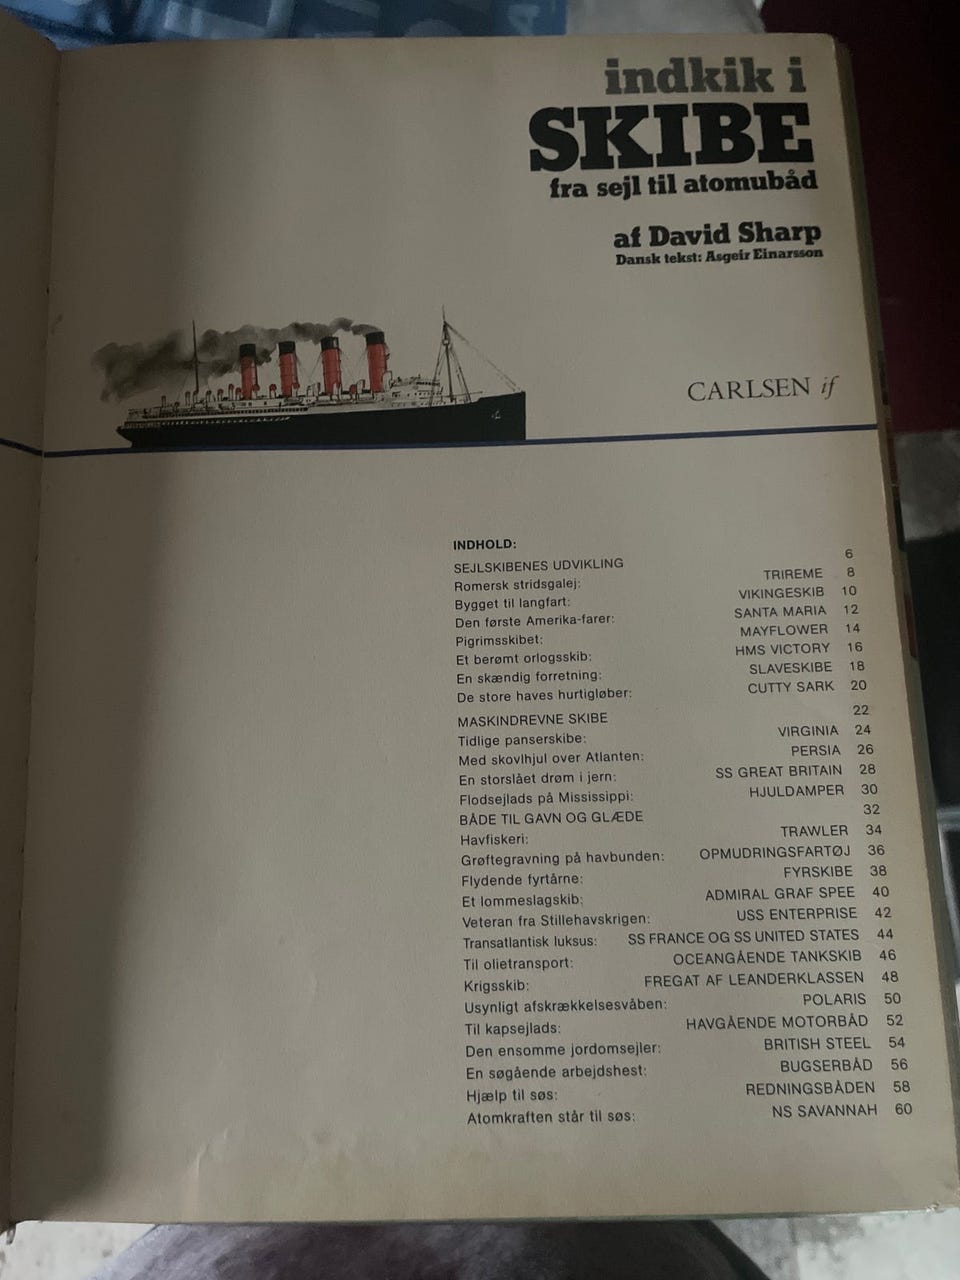 indkik i
SKIBE
fra sejl til atomubåd
af David Sharp
Dansk tekst: Asgeir Einarsson
CARLSEN if
INDHOLD:
SEJLSKIBENES UDVIKLING 6
Romersk stridsgalej: TRIREME 8
Bygget til langfart: VIKINGESKIB 10
Den første Amerika-farer: SANTA MARIA 12
Pigrimsskibet: MAYFLOWER 14
Et berømt orlogsskib: HMS VICTORY 16
En skændig forretning: SLAVESKIBE 18
De store haves hurtigløber: CUTTY SARK 20
MASKINDREVNE SKIBE 22
Tidlige panserskibe: VIRGINIA 24
Med skovlhjul over Atlanten: PERSIA 26
En storslået drøm i jern: SS GREAT BRITAIN 28
Flodsejlads på Mississippi: HJULDAMPER 30
BÅDE TIL GAVN OG GLÆDE 32
Havfiskeri: TRAWLER 34
Grøftegravning på havbunden: OPMUDRINGSFARTØJ 36
Flydende fyrtårne: FYRSKIBE 38
Et lommeslagskib: ADMIRAL GRAF SPEE 40
Veteran fra Stillehavskrigen: USS ENTERPRISE 42
Transatlantisk luksus: SS FRANCE OG SS UNITED STATES 44
Til olietransport: OCEANGÅENDE TANKSKIB 46
Krigsskib: FREGAT AF LEANDERKLASSEN 48
Usynligt afskrækkelsesvåben: POLARIS 50
Til kapsejlads: HAVGÅENDE MOTORBÅD 52
Den ensomme jordomsejler: BRITISH STEEL 54
En søgående arbejdshest: BUGSERBÅD 56
Hjælp til søs: REDNINGSBÅDEN 58
Atomkraften står til søs: NS SAVANNAH 60